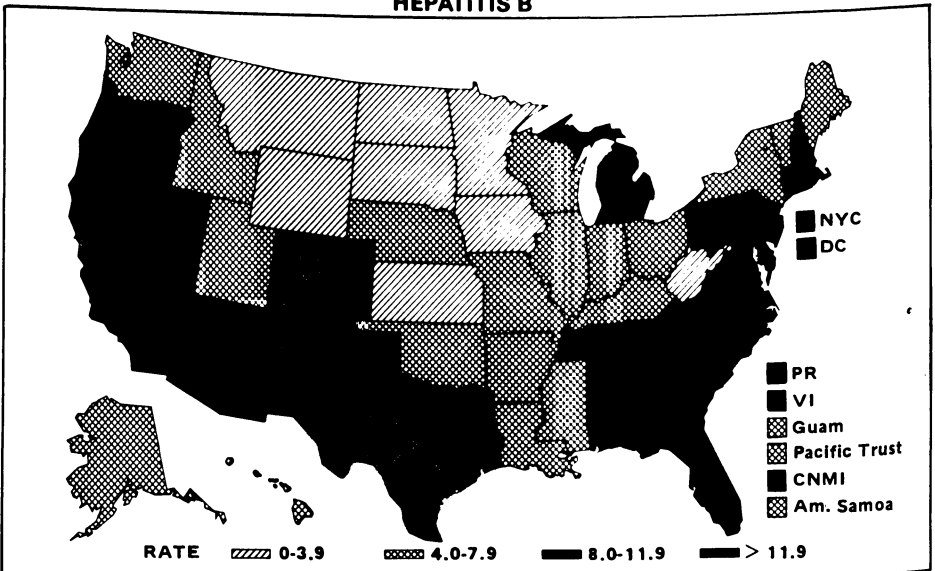 HEPATITIS B
NYC
DC
PR
VI
Guam
Pacific Trust
CNMI
Am. Samoa
RATE 0-3.9 4.0-7.9 8.0-11.9 > 11.9